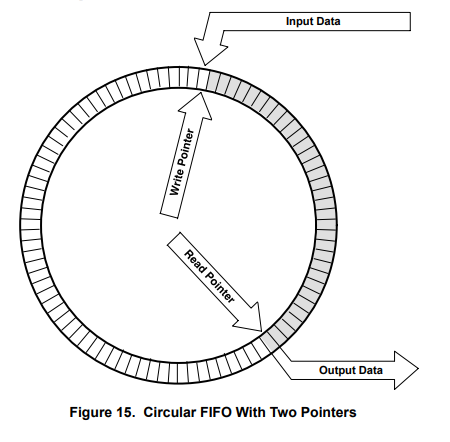 Input Data
Write Pointer
Read Pointer
Output Data
Figure 15. Circular FIFO With Two Pointers